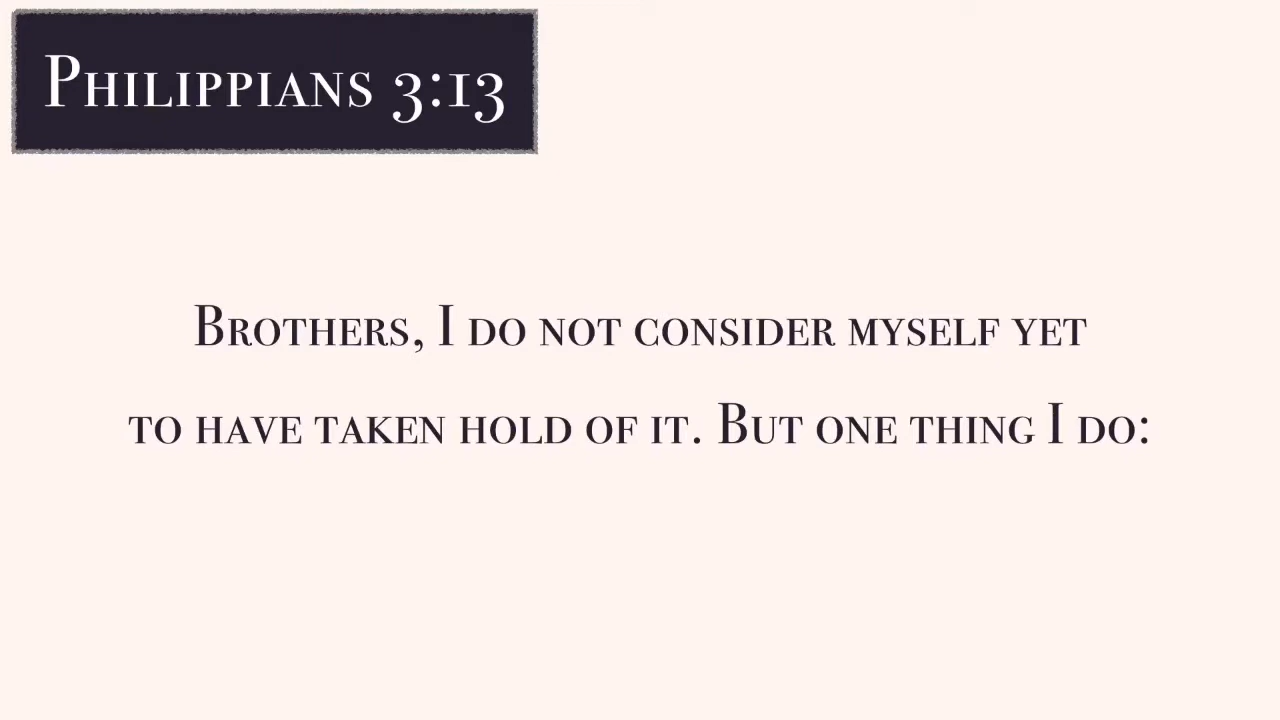 Philippians 3:13
Brothers, I do not consider myself yet
to have taken hold of it. But one thing I do: